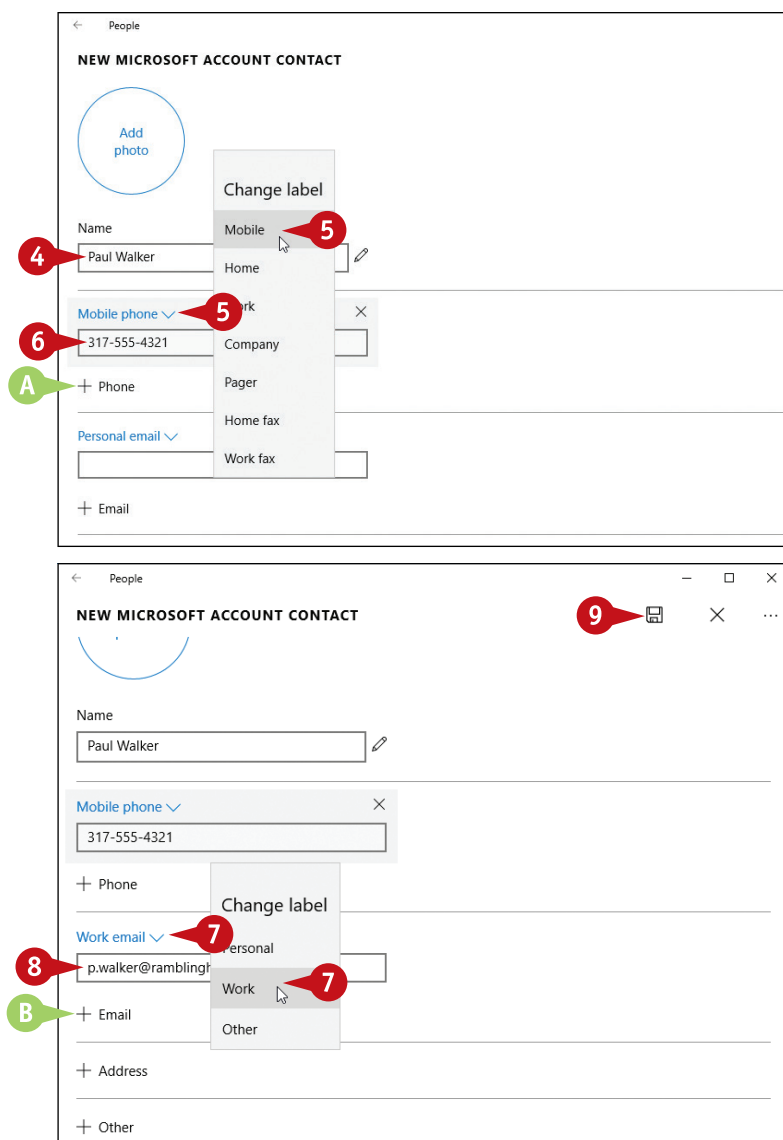 People
NEW MICROSOFT ACCOUNT CONTACT
Add
photo
Change label
Name
Mobile
5
4
Paul Walker
Home
Mobile phone
5
6
317-555-4321
Company
A
Phone
Pager
Home fax
Personal email
Work fax
Email
People
NEW MICROSOFT ACCOUNT CONTACT
9
Name
Paul Walker
Mobile phone
317-555-4321
Phone
Change label
Work email
7
8
p.walker@ramblingh
Work
7
B
Email
Other
Address
Other